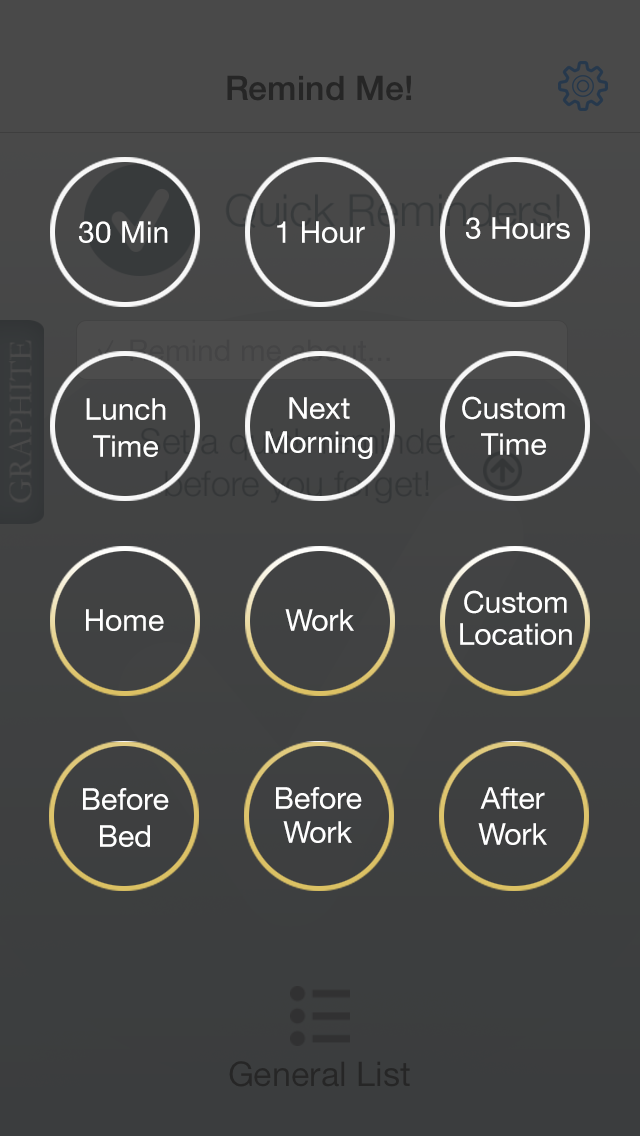 Remind Me!
Quick Reminders!
30 Min
1 Hour
3 Hours
GRAPHITE
✓ Remind me about...
Lunch
Time
Next
Morning
Custom
Time
Set a quick reminder
before you forget!
Home
Work
Custom
Location
Before
Bed
Before
Work
After
Work
General List